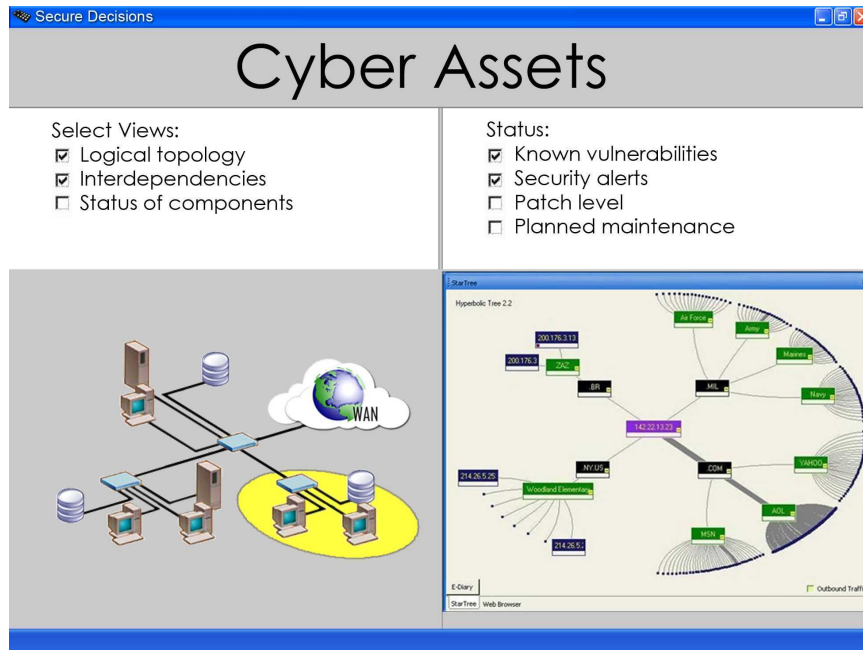 Secure Decisions
Cyber Assets
Select Views:
Logical topology
Interdependencies
Status of components
Status:
Known vulnerabilities
Security alerts
Patch level
Planned maintenance
WAN
StarTree
Hyperbolic Tree 2.2
Air Force
Army
Marines
Navy
200.176.3.13
200.176.3
ZAZ
.BR
.MIL
142.22.13.23
NY.US
.COM
YAHOO
AOL
MSN
214.26.5.25
Woodland Elementary
214.26.5.2
E-Diary
Outbound Traffi
StarTree
Web Browser